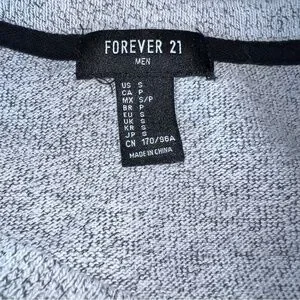 FOREVER 21
MEN
US S
CA P
MX S/P
BR P
EU S
UK S
KR S
JP S
CN 170/96A
MADE IN CHINA